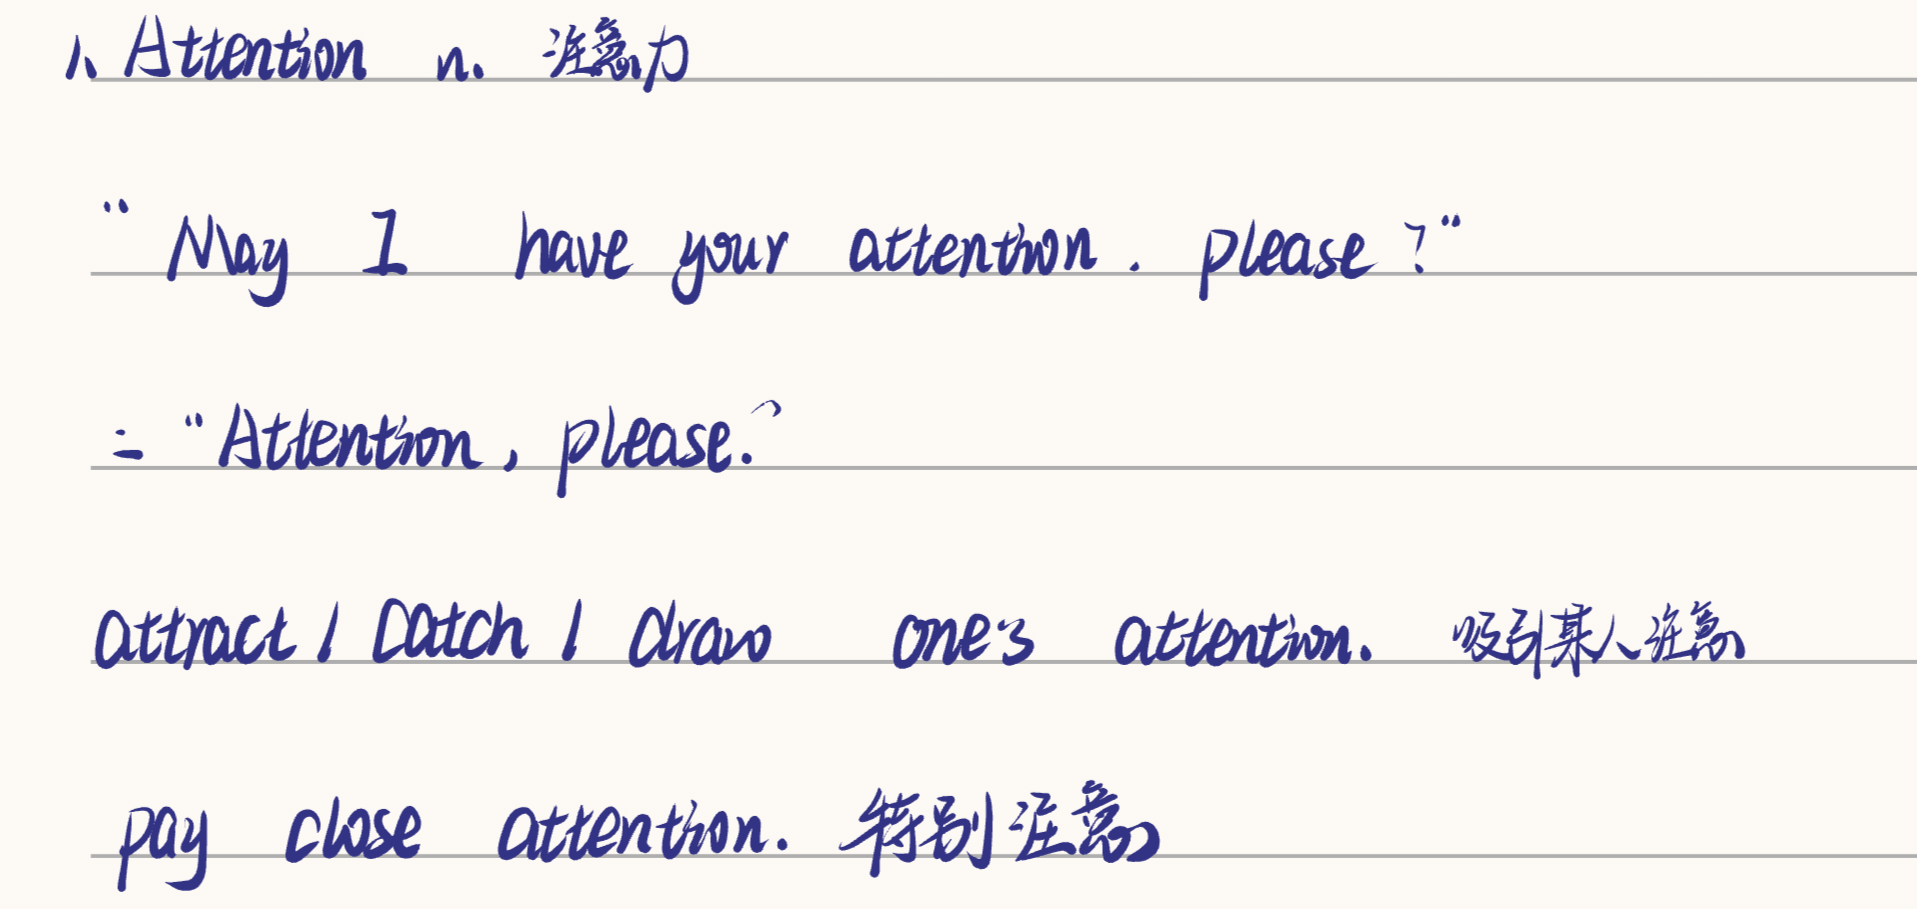 1、Attention n. 注意力
“May I have your attention. please?”
= “Attention, please.”
attract / catch / draw one's attention. 吸引某人注意
pay close attention. 特别注意